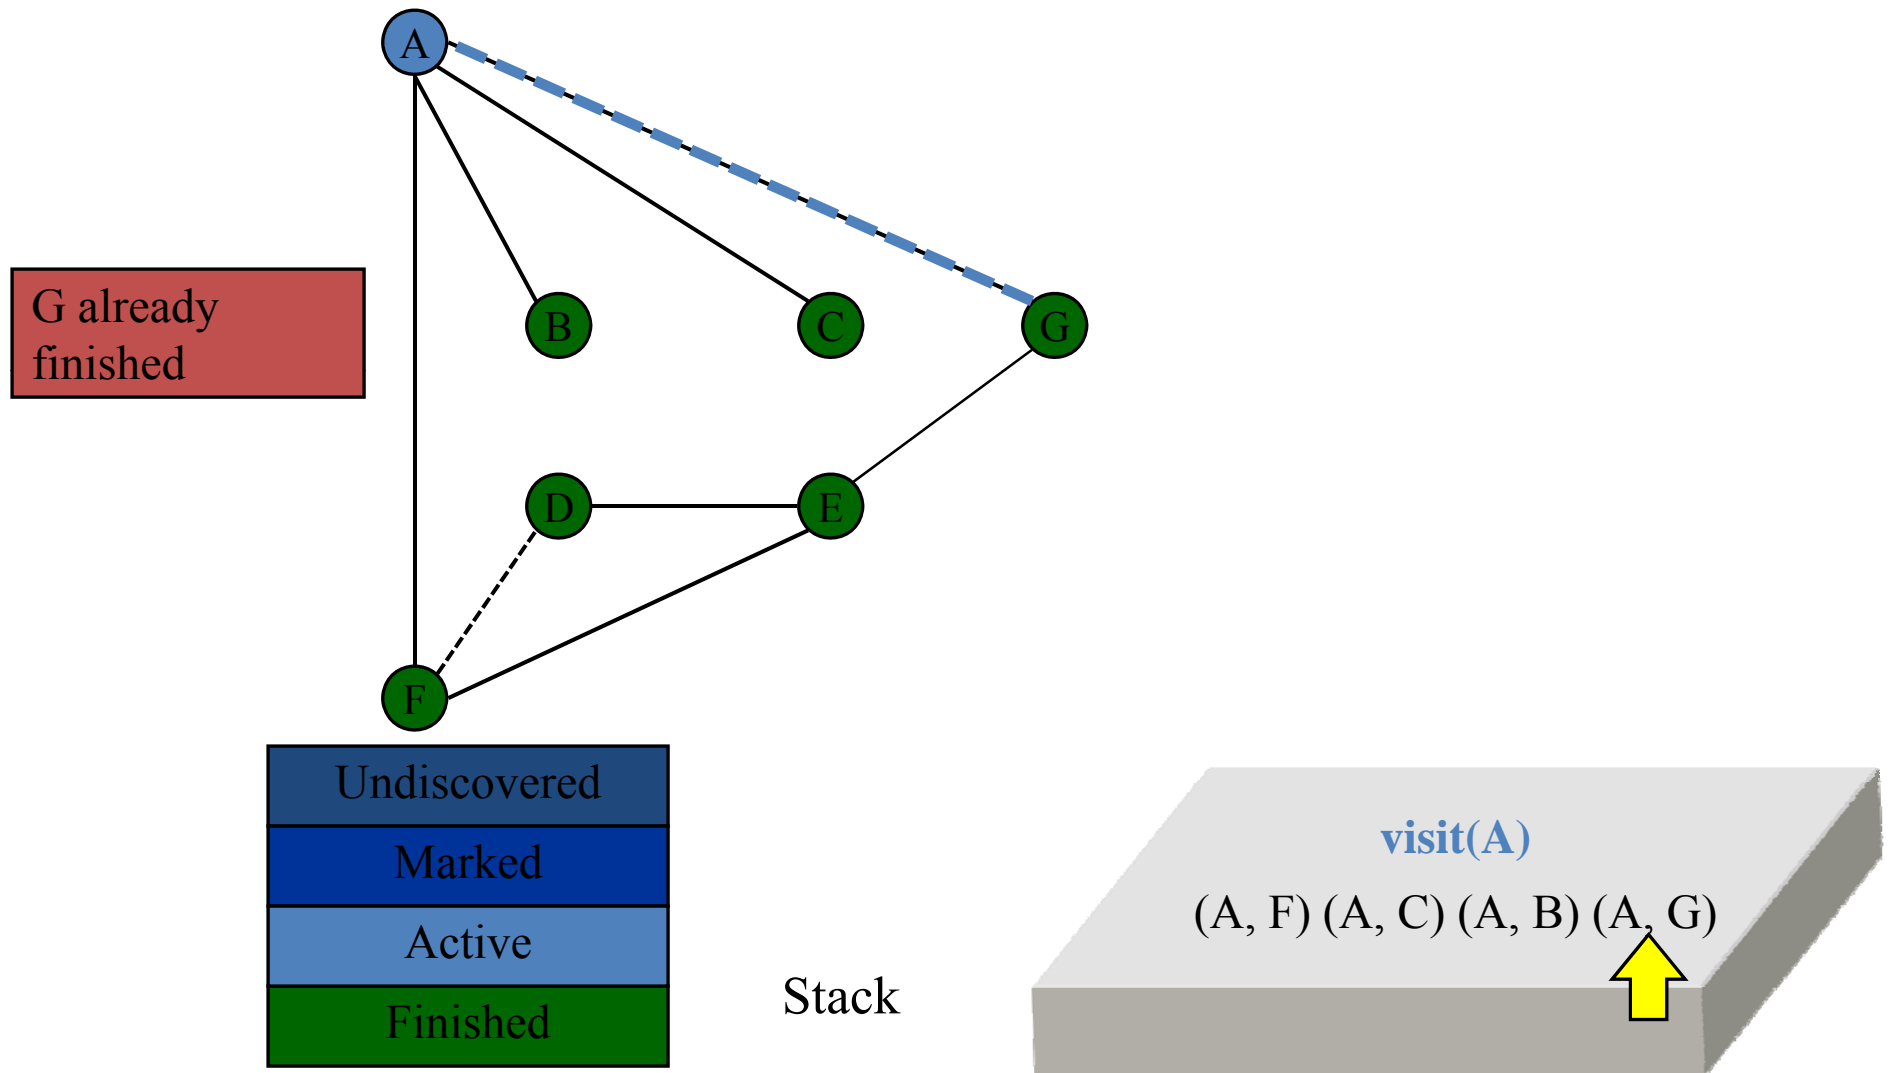 A
G already
finished
B
C
G
D
E
F
Undiscovered
Marked
Active
Finished
Stack
visit(A)
(A, F) (A, C) (A, B) (A, G)